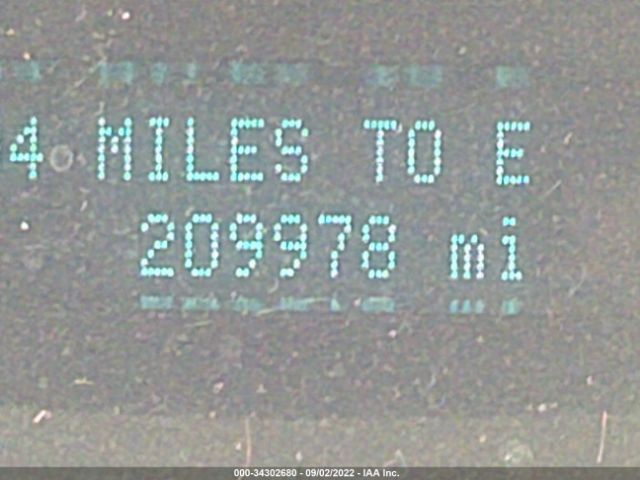 4 MILES TO E
209978 mi
000-34302680 - 09/02/2022 - IAA Inc.